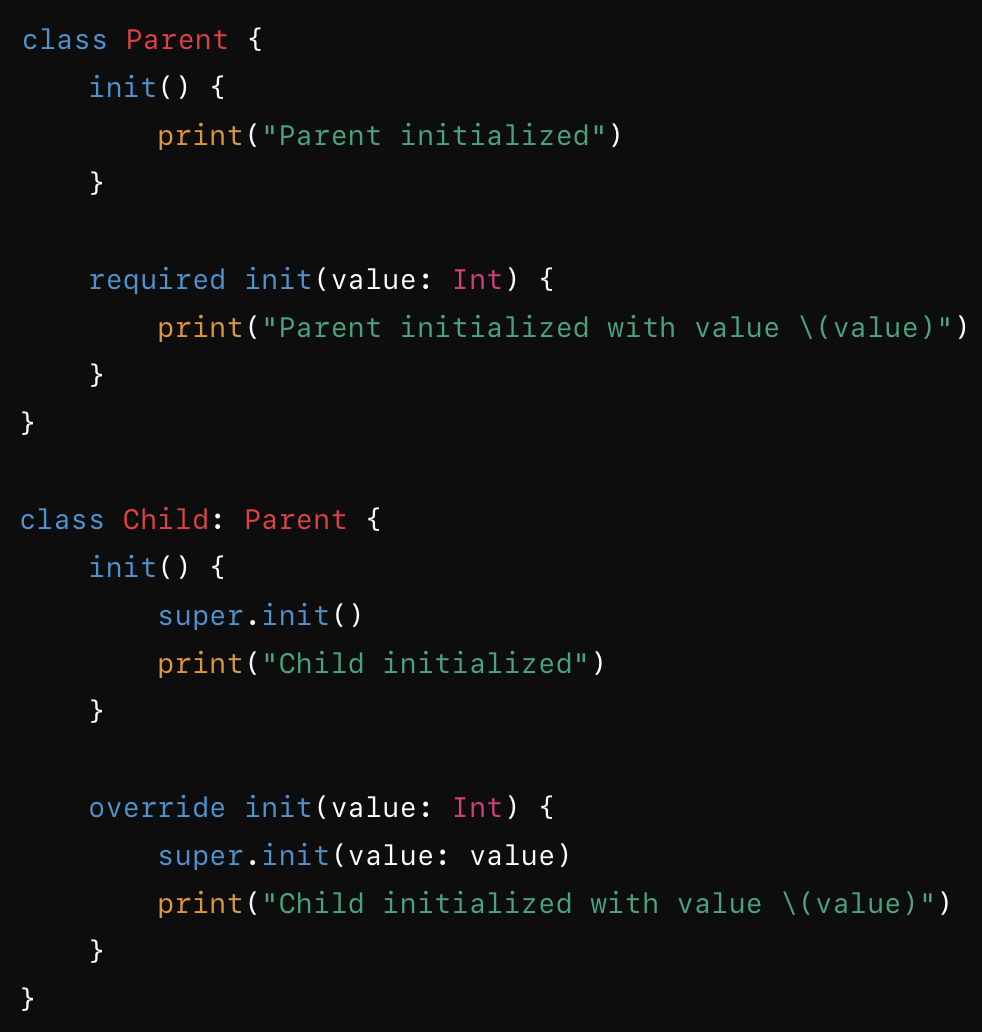 class Parent {
    init() {
        print("Parent initialized")
    }

    required init(value: Int) {
        print("Parent initialized with value \(value)")
    }
}

class Child: Parent {
    init() {
        super.init()
        print("Child initialized")
    }

    override init(value: Int) {
        super.init(value: value)
        print("Child initialized with value \(value)")
    }
}